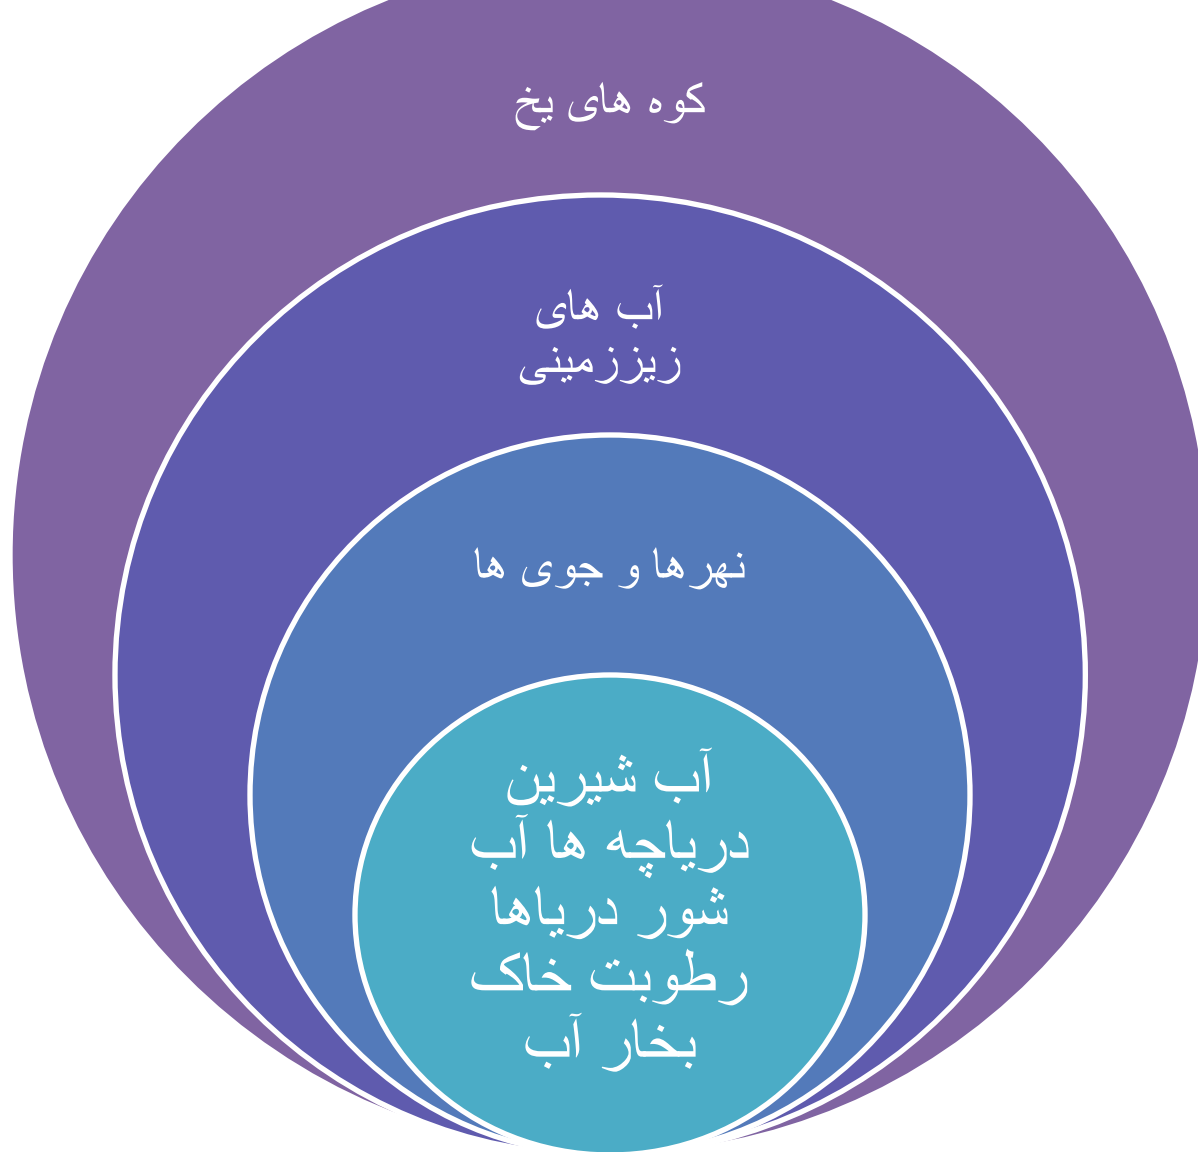 کوه های یخ
آب های
زیززمینی
نهرها و جوی ها
آب شیرین
دریاچه ها آب
شور دریاها
رطوبت خاک
بخار آب